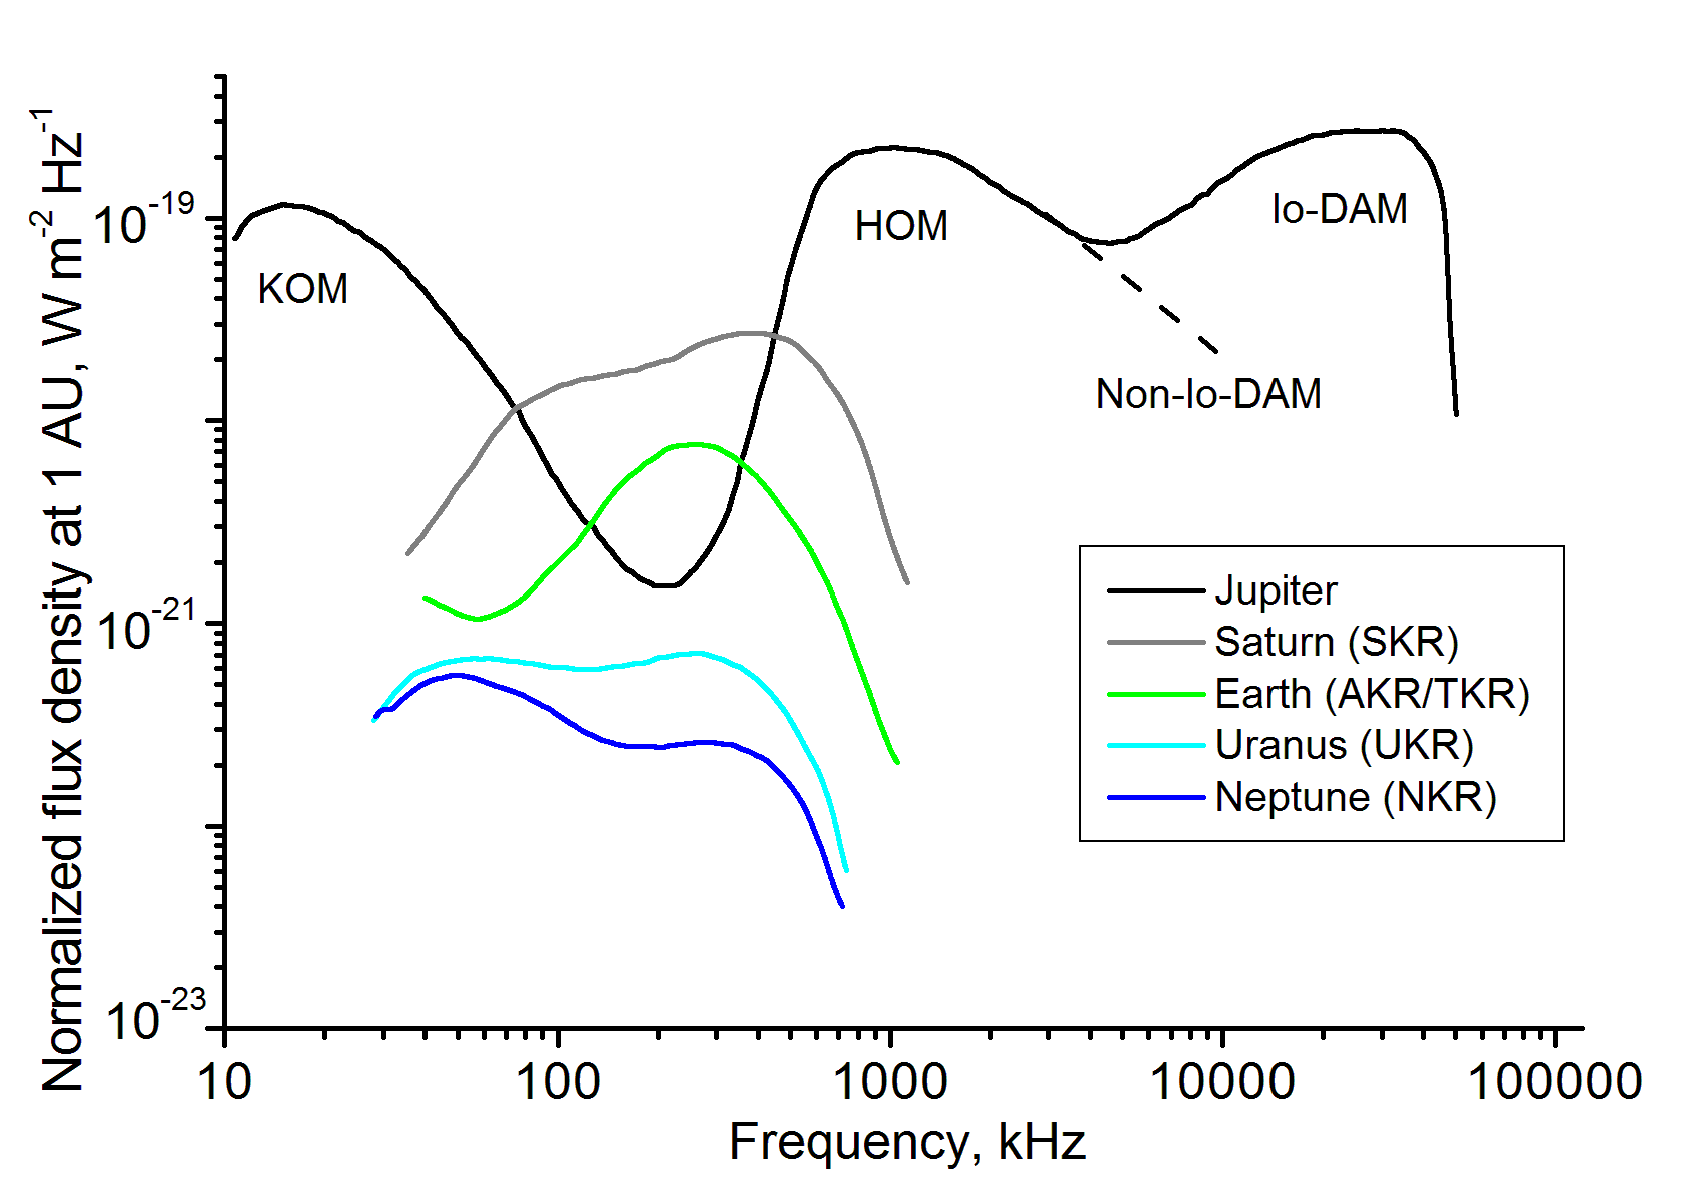 Normalized flux density at 1 AU, W m⁻² Hz⁻¹
10⁻¹⁹
10⁻²¹
10⁻²³
KOM
HOM
Io-DAM
Non-Io-DAM
Jupiter
Saturn (SKR)
Earth (AKR/TKR)
Uranus (UKR)
Neptune (NKR)
10 100 1000 10000 100000
Frequency, kHz